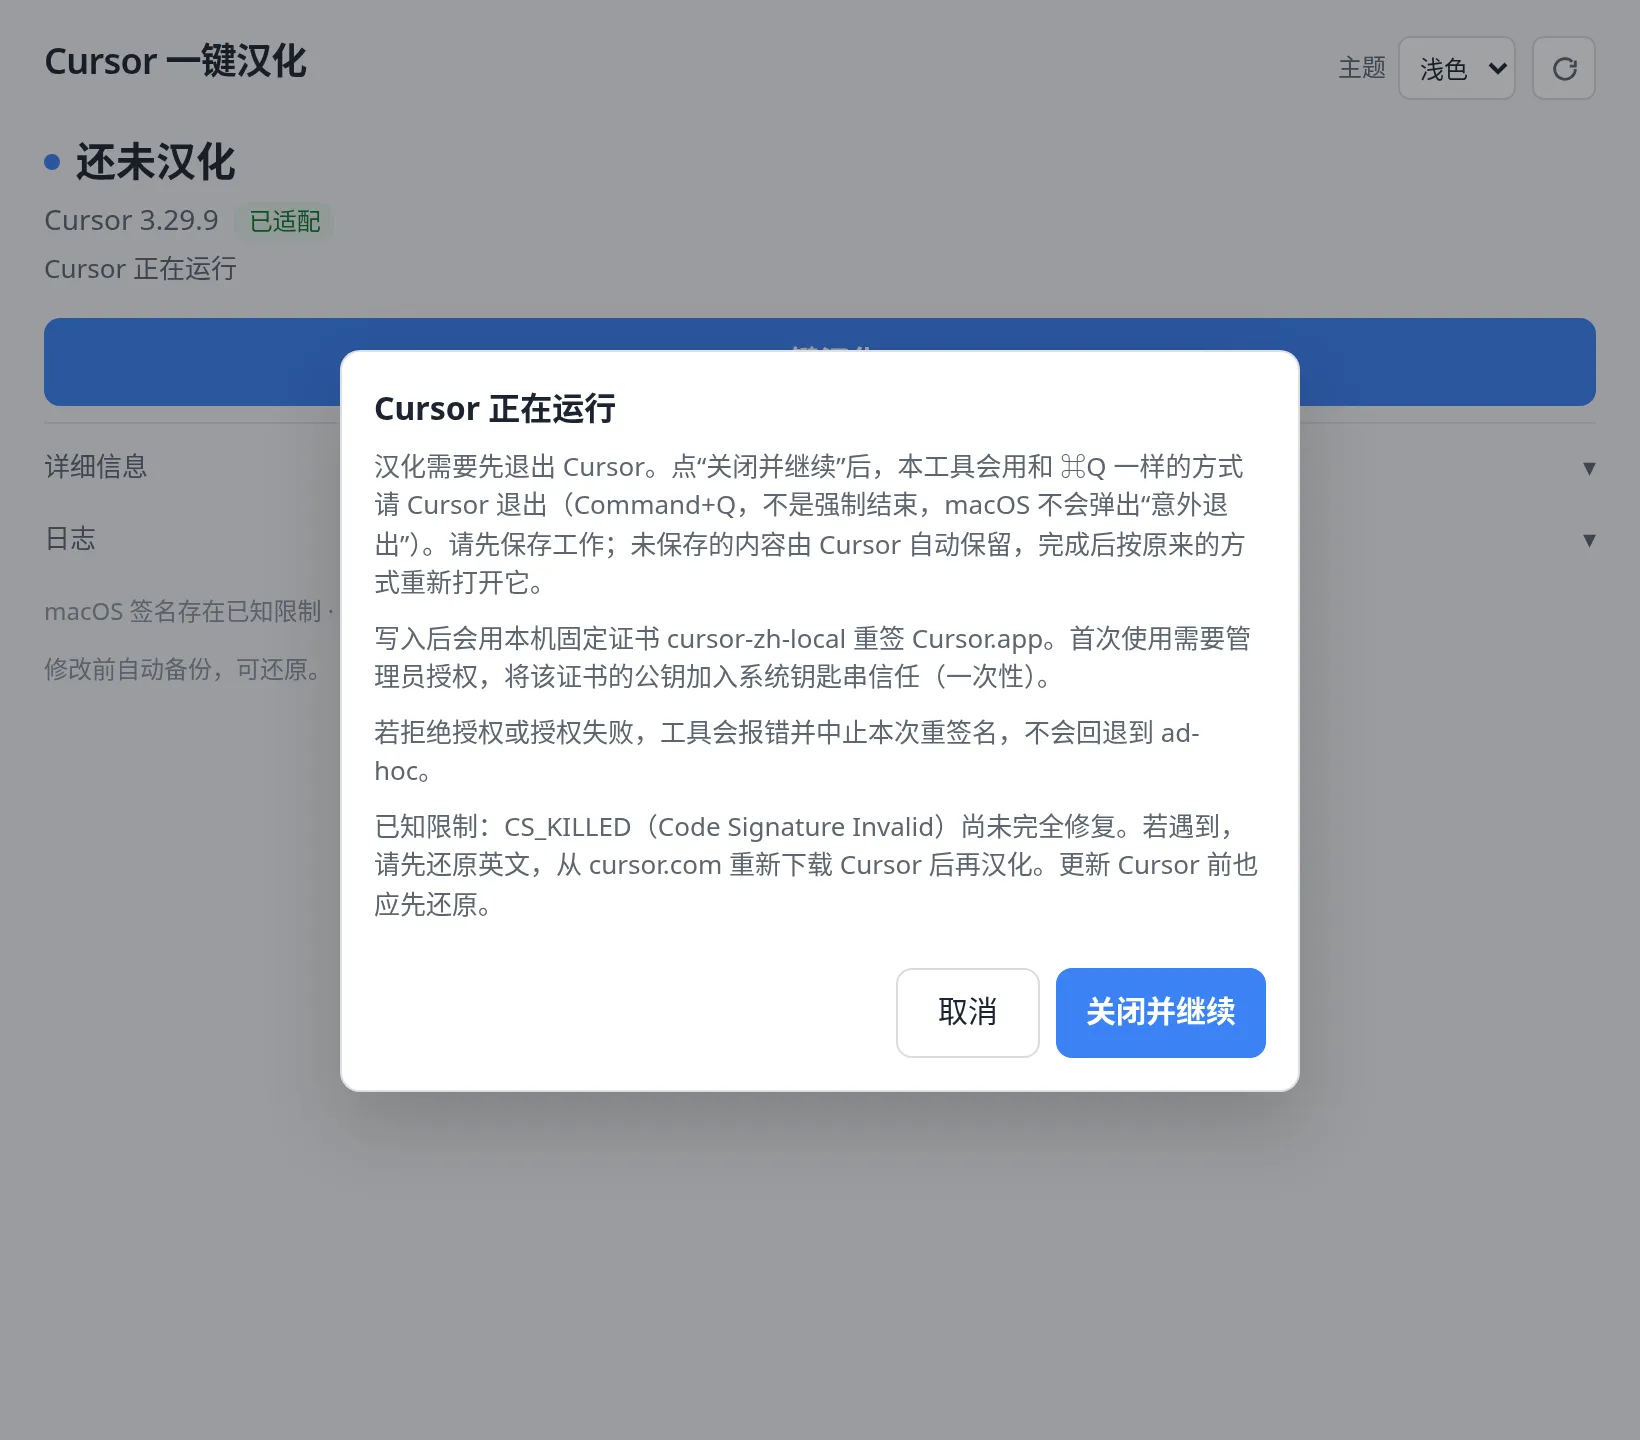 Cursor 一键汉化
主题
浅色
还未汉化
Cursor 3.29.9
已适配
Cursor 正在运行
详细信息
日志
macOS 签名存在已知限制 ·
修改前自动备份，可还原。
Cursor 正在运行
汉化需要先退出 Cursor。点“关闭并继续”后，本工具会用和 ⌘Q 一样的方式
请 Cursor 退出（Command+Q，不是强制结束，macOS 不会弹出“意外退
出”）。请先保存工作；未保存的内容由 Cursor 自动保留，完成后按原来的方
式重新打开它。
写入后会用本机固定证书 cursor-zh-local 重签 Cursor.app。首次使用需要管
理员授权，将该证书的公钥加入系统钥匙串信任（一次性）。
若拒绝授权或授权失败，工具会报错并中止本次重签名，不会回退到 ad-
hoc。
已知限制：CS_KILLED（Code Signature Invalid）尚未完全修复。若遇到，
请先还原英文，从 cursor.com 重新下载 Cursor 后再汉化。更新 Cursor 前也
应先还原。
取消
关闭并继续